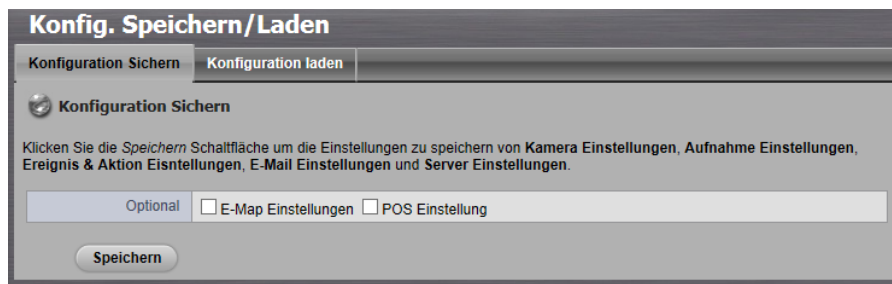 Konfig. Speichern/Laden
Konfiguration Sichern Konfiguration laden
Konfiguration Sichern
Klicken Sie die Speichern Schaltfläche um die Einstellungen zu speichern von Kamera Einstellungen, Aufnahme Einstellungen,
Ereignis & Aktion Eisntellungen, E-Mail Einstellungen und Server Einstellungen.
Optional E-Map Einstellungen POS Einstellung
Speichern